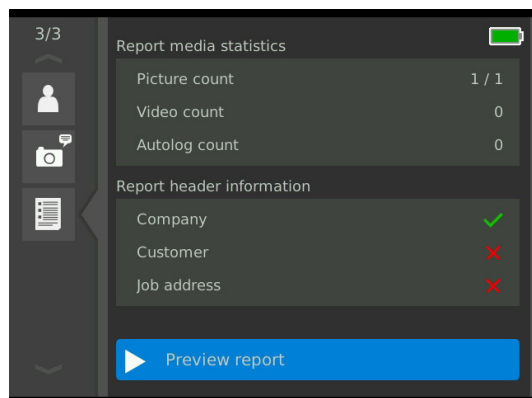 3/3
Report media statistics
Picture count 1 / 1
Video count 0
Autolog count 0
Report header information
Company
Customer
Job address
Preview report